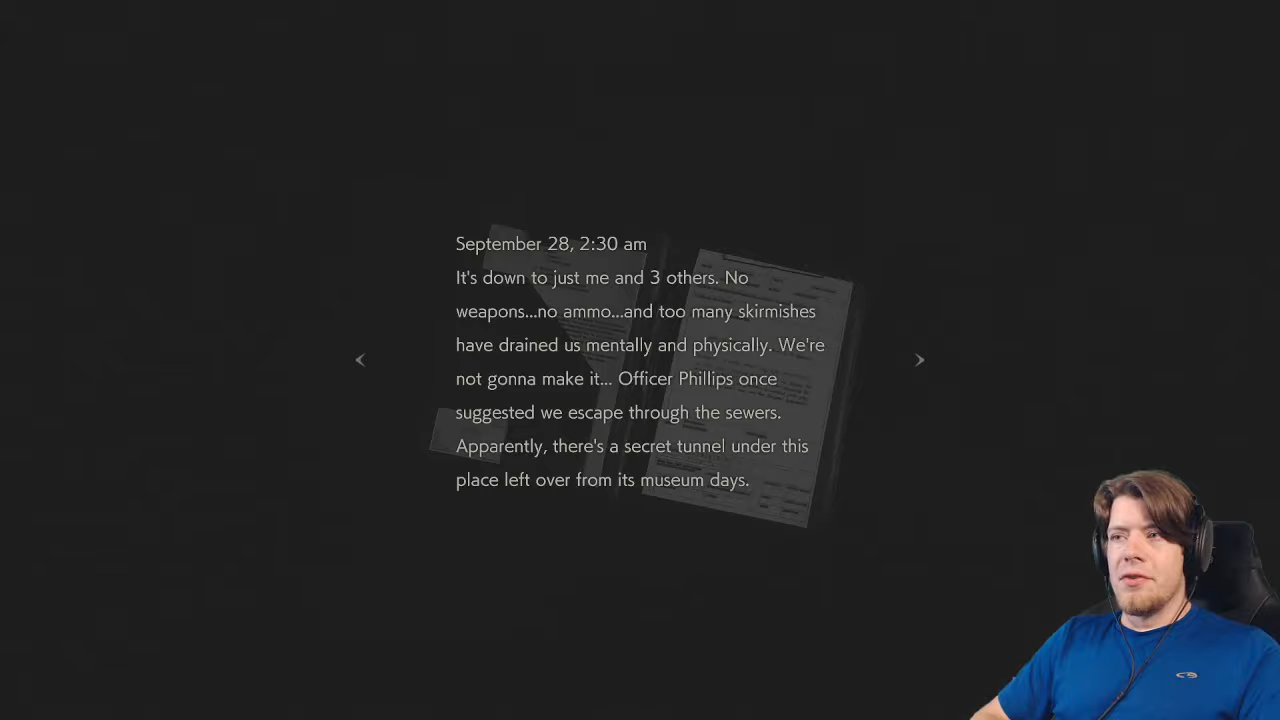 September 28, 2:30 am
It's down to just me and 3 others. No
weapons...no ammo...and too many skirmishes
have drained us mentally and physically. We're
not gonna make it... Officer Phillips once
suggested we escape through the sewers.
Apparently, there's a secret tunnel under this
place left over from its museum days.